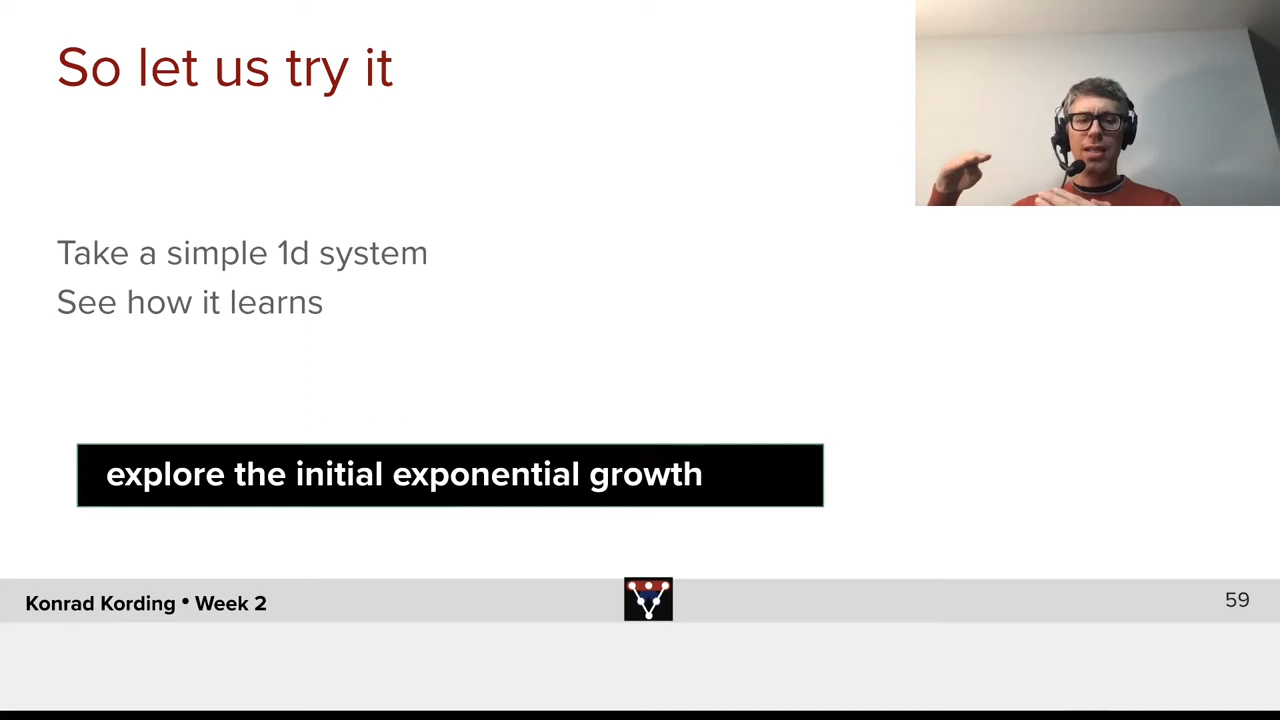 So let us try it
Take a simple 1d system
See how it learns
explore the initial exponential growth
Konrad Kording • Week 2
59